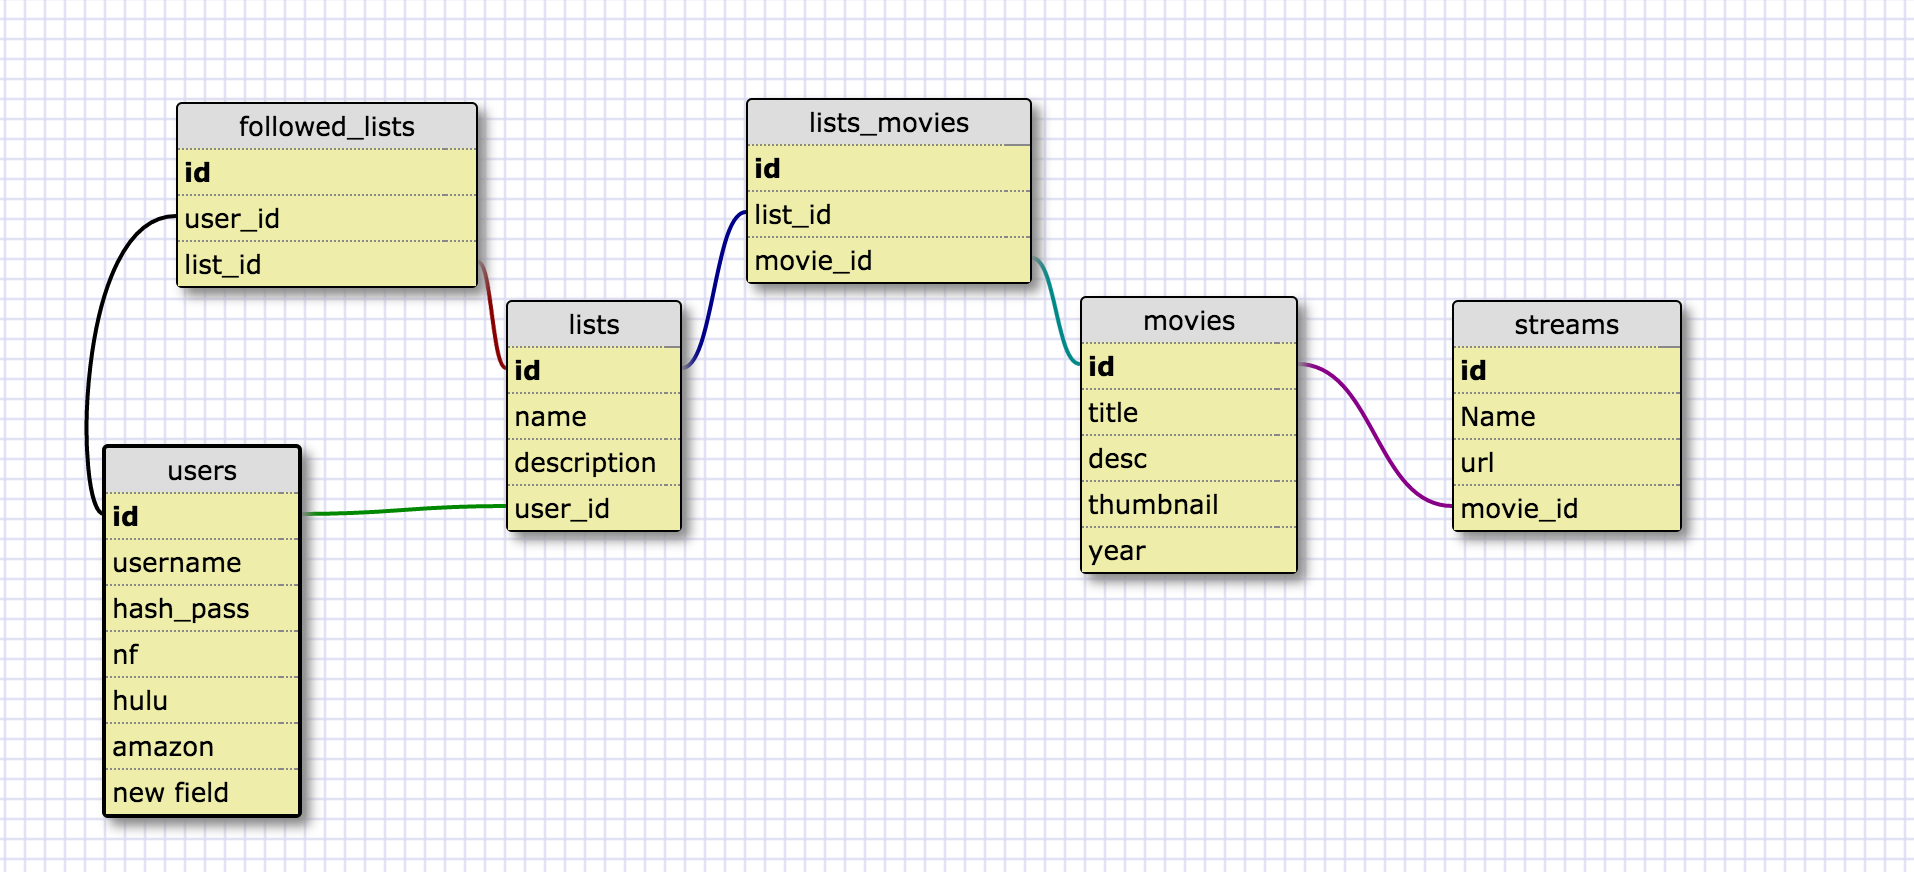 followed_lists
id
user_id
list_id
lists_movies
id
list_id
movie_id
lists
id
name
description
user_id
movies
id
title
desc
thumbnail
year
streams
id
Name
url
movie_id
users
id
username
hash_pass
nf
hulu
amazon
new field